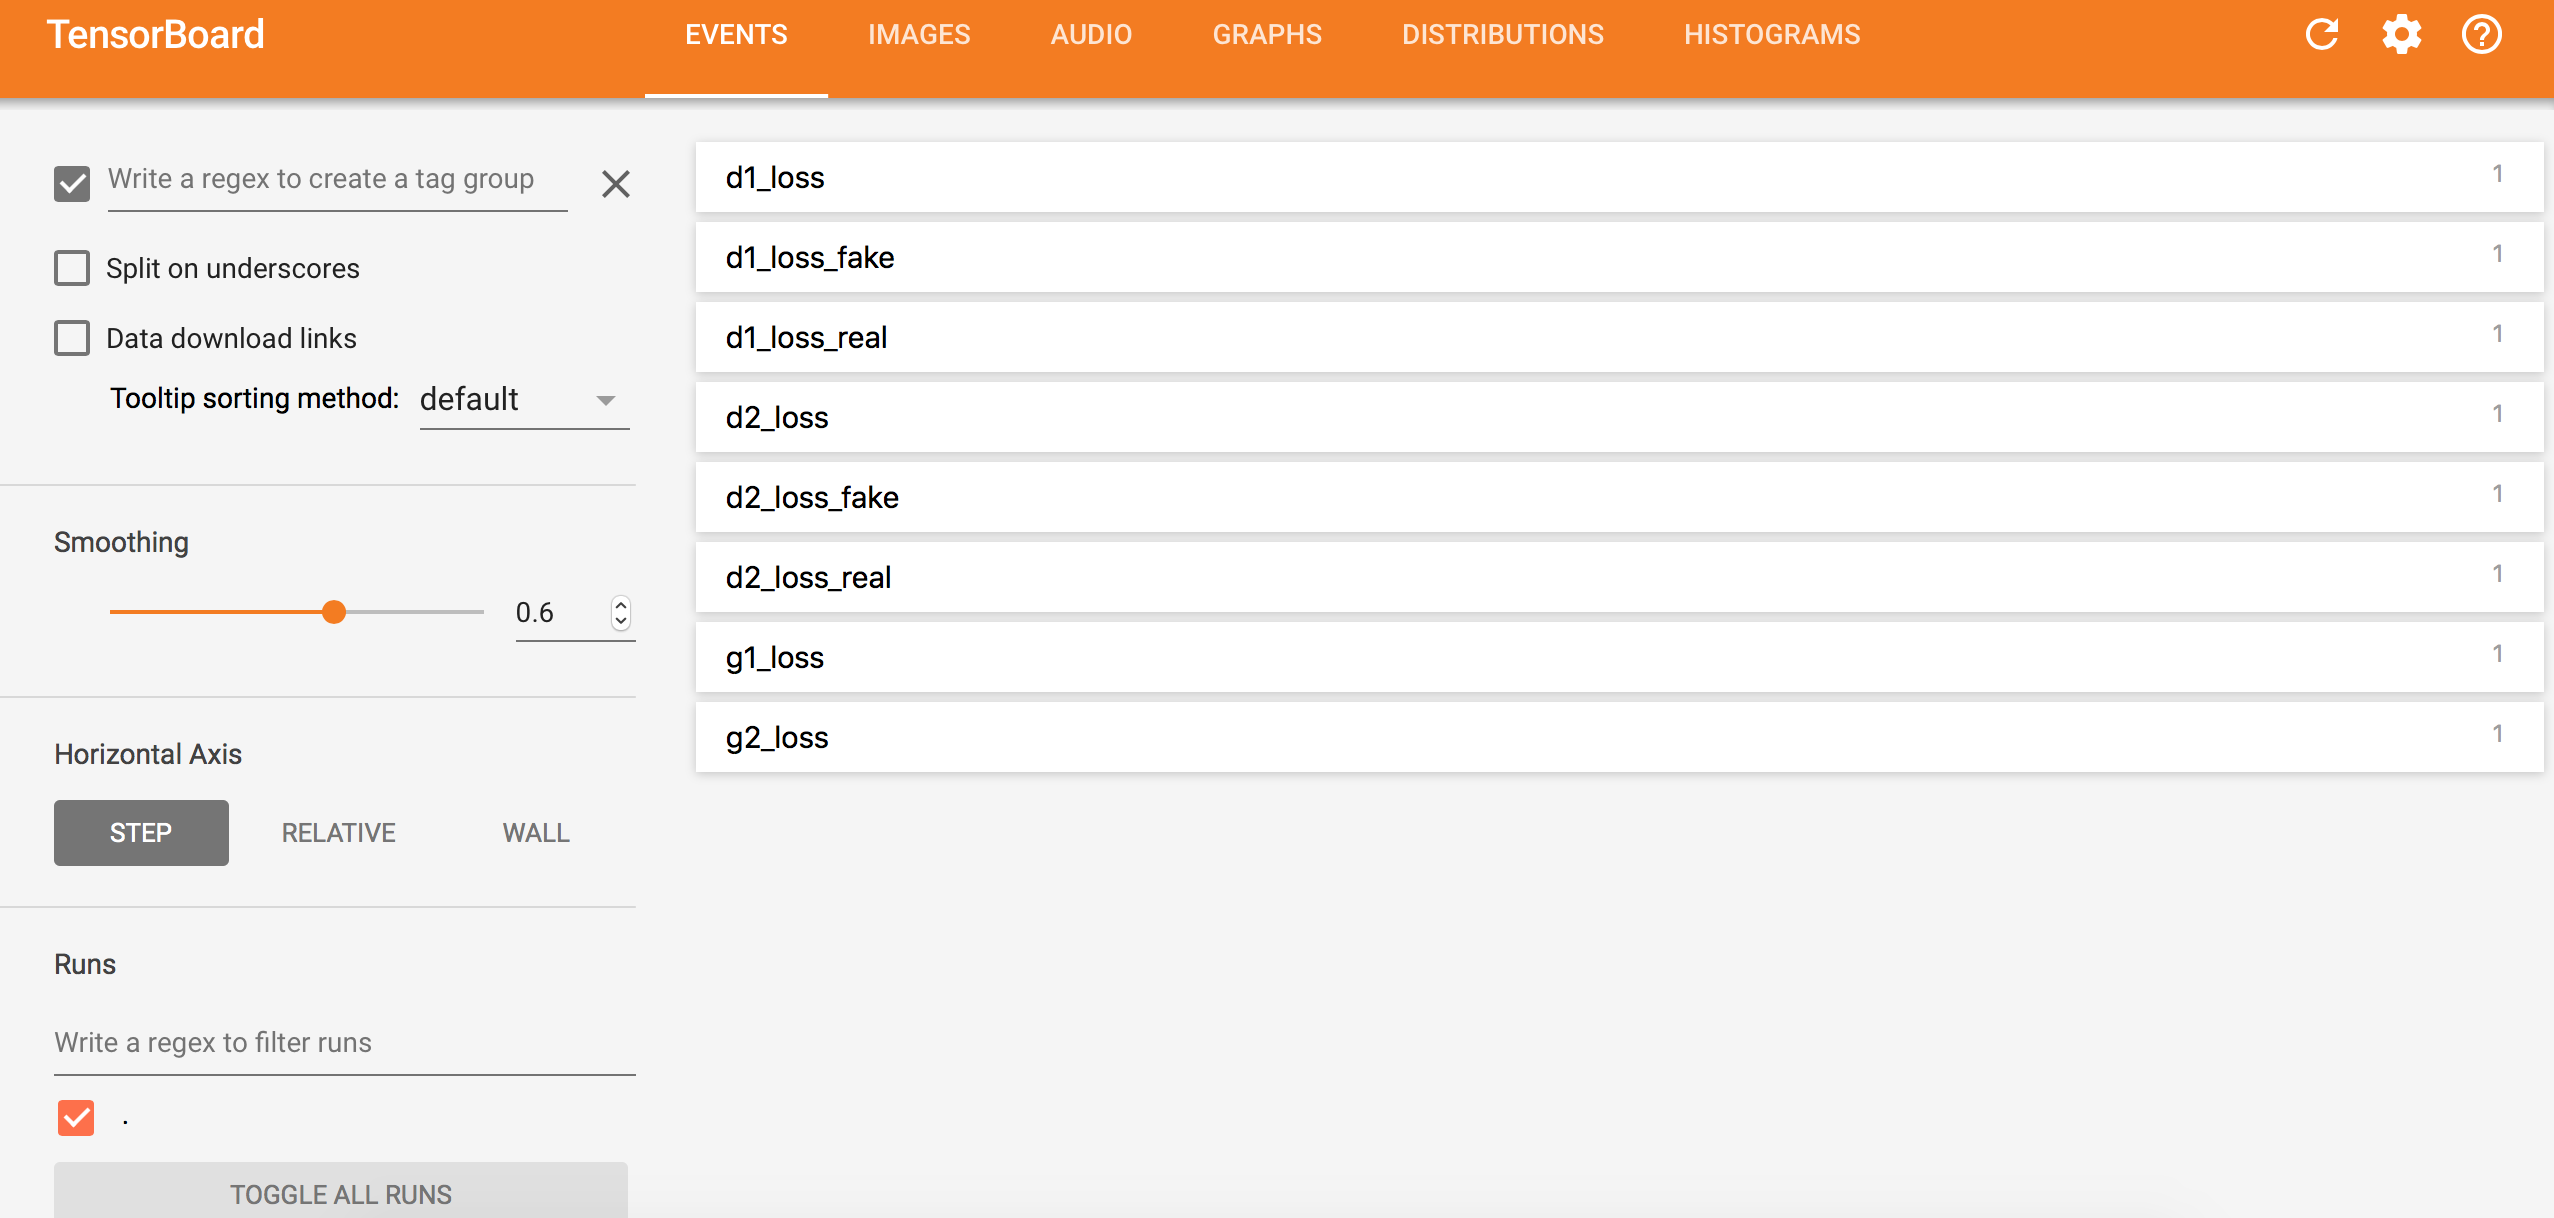 TensorBoard EVENTS IMAGES AUDIO GRAPHS DISTRIBUTIONS HISTOGRAMS
Write a regex to create a tag group
Split on underscores
Data download links
Tooltip sorting method: default
Smoothing
0.6
Horizontal Axis
STEP RELATIVE WALL
Runs
Write a regex to filter runs
.
TOGGLE ALL RUNS
d1_loss 1
d1_loss_fake 1
d1_loss_real 1
d2_loss 1
d2_loss_fake 1
d2_loss_real 1
g1_loss 1
g2_loss 1